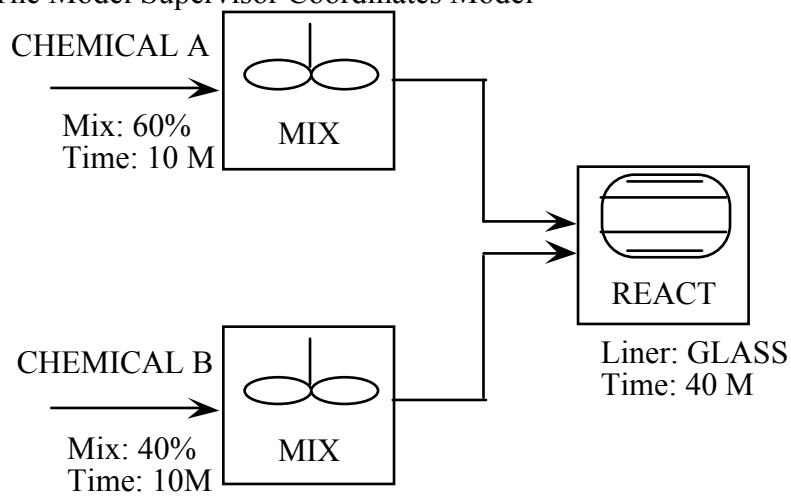 The Model Supervisor Coordinates Model
CHEMICAL A
Mix: 60%
Time: 10 M
MIX
REACT
Liner: GLASS
Time: 40 M
CHEMICAL B
Mix: 40%
Time: 10M
MIX